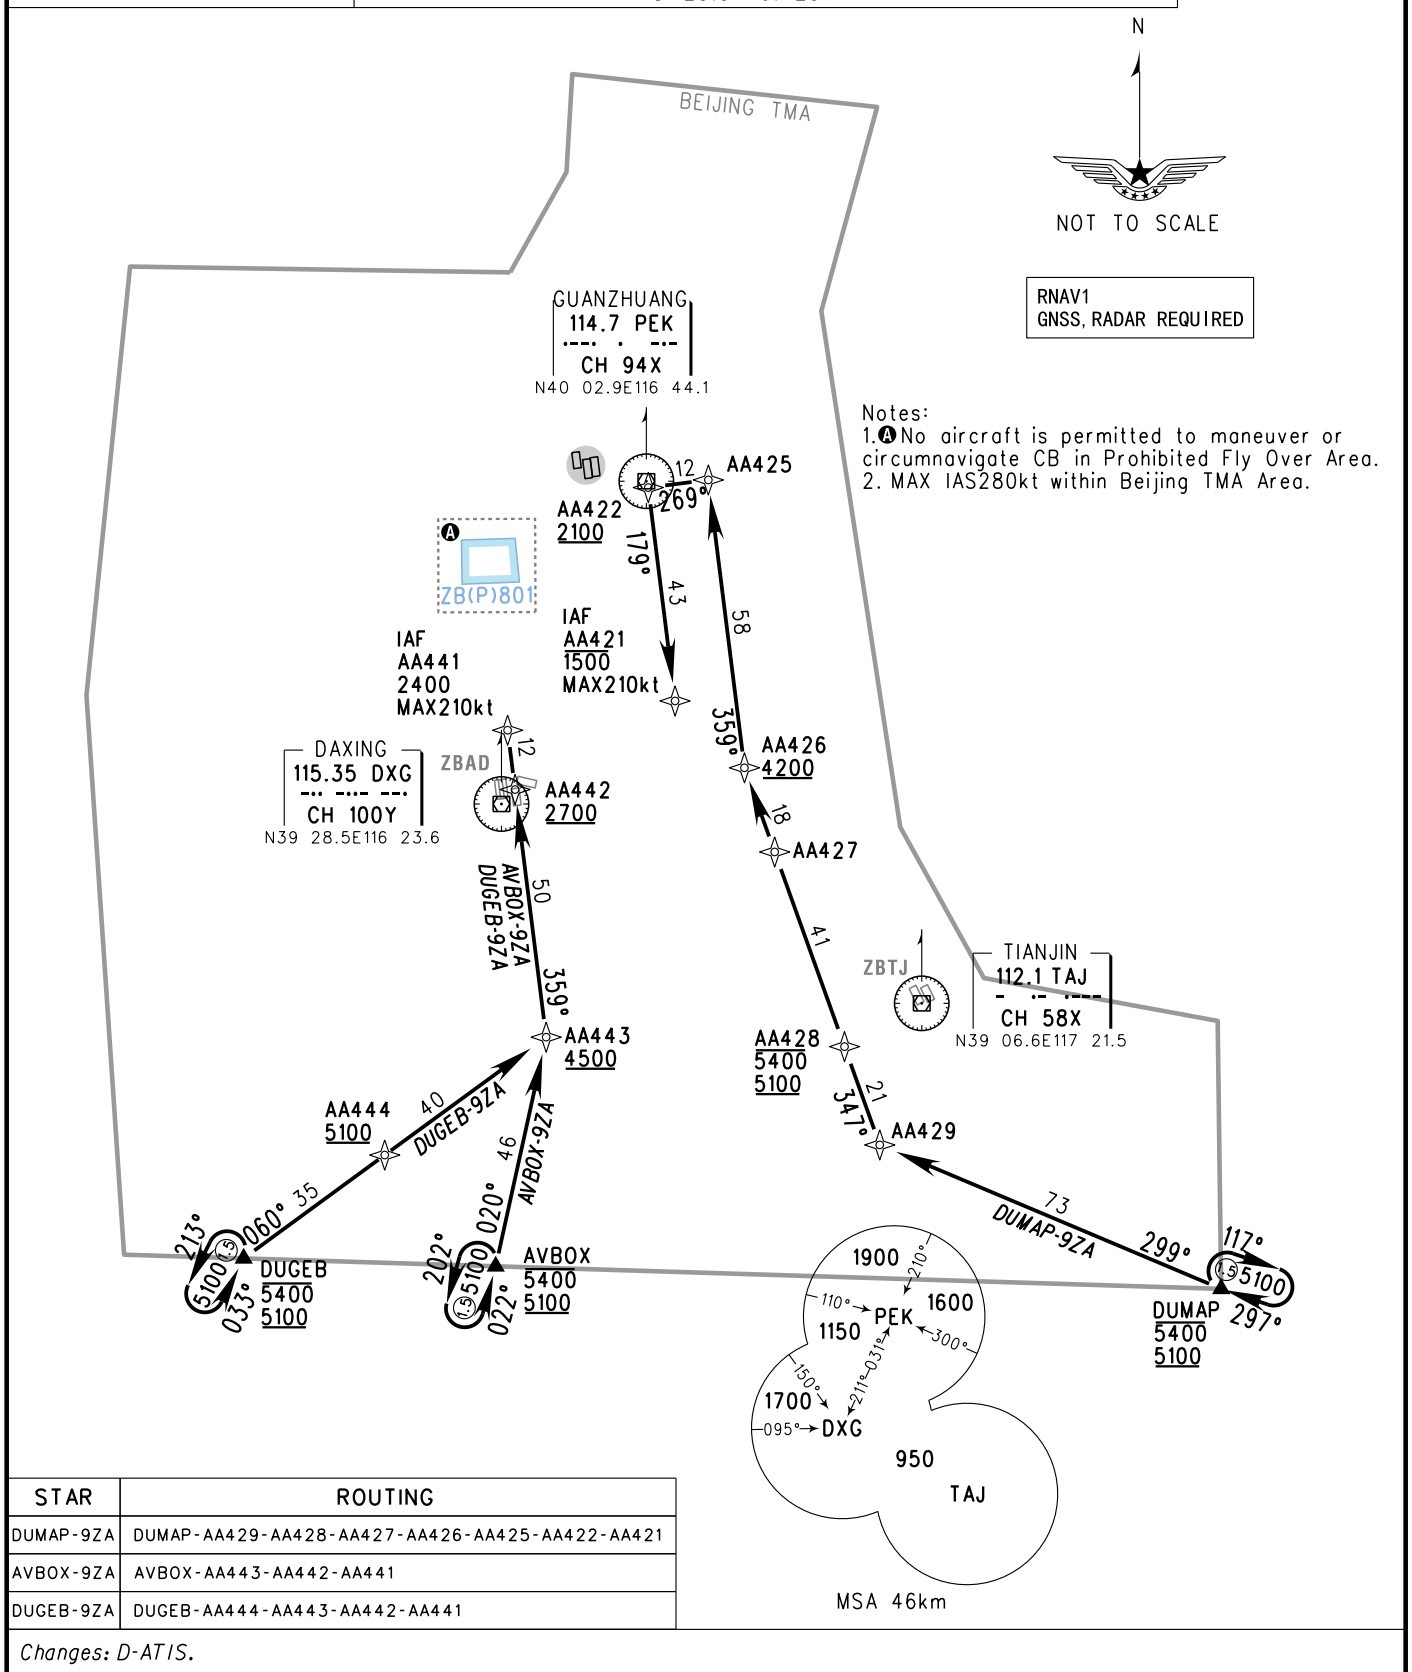 N
BEIJING TMA
NOT TO SCALE
RNAV1
GNSS, RADAR REQUIRED
GUANZHUANG
114.7 PEK
CH 94X
N40 02.9E116 44.1
Notes:
1. A No aircraft is permitted to maneuver or
circumnavigate CB in Prohibited Fly Over Area.
2. MAX IAS280kt within Beijing TMA Area.
12
AA425
269°
AA422
2100
179°
43
A
ZB(P)801
58
IAF
AA421
1500
MAX210kt
IAF
AA441
2400
MAX210kt
359°
AA426
4200
12
DAXING
115.35 DXG
CH 100Y
N39 28.5E116 23.6
ZBAD
AA442
2700
18
AA427
50
AVBOX-9ZA
DUGEB-9ZA
359°
41
ZBTJ
TIANJIN
112.1 TAJ
CH 58X
N39 06.6E117 21.5
AA443
4500
AA428
5400
5100
21
347°
AA429
AA444
5100
40
DUGEB-9ZA
46
AVBOX-9ZA
35
060°
020°
213°
1.5
5100
033°
DUGEB
5400
5100
202°
5100
1.5
022°
AVBOX
5400
5100
73
DUMAP-9ZA
299°
117°
1.5
5100
297°
DUMAP
5400
5100
1900
210°
110°
PEK
1600
1150
300°
031°
211°
150°
1700
095°
DXG
950
TAJ
MSA 46km
STAR ROUTING
DUMAP-9ZA DUMAP-AA429-AA428-AA427-AA426-AA425-AA422-AA421
AVBOX-9ZA AVBOX-AA443-AA442-AA441
DUGEB-9ZA DUGEB-AA444-AA443-AA442-AA441
Changes: D-ATIS.